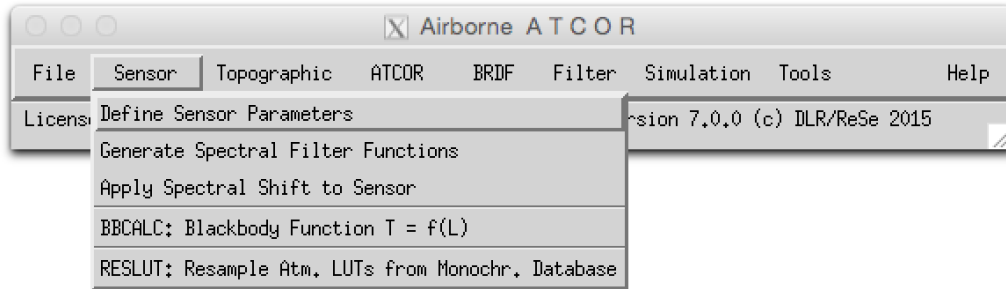 Airborne A T C O R
File Sensor Topographic ATCOR BRDF Filter Simulation Tools Help
Define Sensor Parameters
(c) DLR/ReSe 2015
7.0.0
Generate Spectral Filter Functions
Apply Spectral Shift to Sensor
BBCALC: Blackbody Function T = f(L)
RESLUT: Resample Atm. LUTs from Monochr. Database